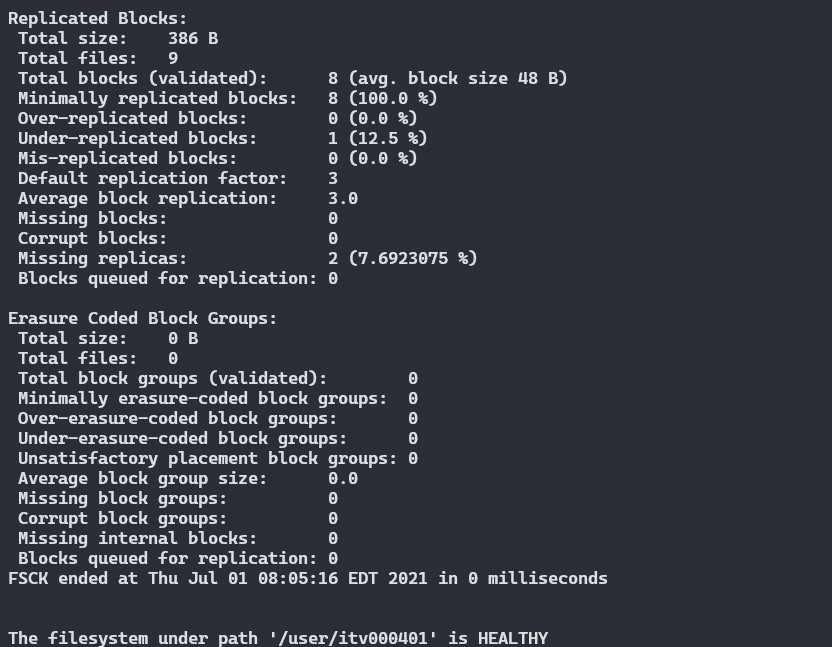 Replicated Blocks:
 Total size:    386 B
 Total files:   9
 Total blocks (validated):      8 (avg. block size 48 B)
 Minimally replicated blocks:   8 (100.0 %)
 Over-replicated blocks:        0 (0.0 %)
 Under-replicated blocks:       1 (12.5 %)
 Mis-replicated blocks:         0 (0.0 %)
 Default replication factor:    3
 Average block replication:     3.0
 Missing blocks:                0
 Corrupt blocks:                0
 Missing replicas:              2 (7.6923075 %)
 Blocks queued for replication: 0

Erasure Coded Block Groups:
 Total size:    0 B
 Total files:   0
 Total block groups (validated):        0
 Minimally erasure-coded block groups:  0
 Over-erasure-coded block groups:       0
 Under-erasure-coded block groups:      0
 Unsatisfactory placement block groups: 0
 Average block group size:      0.0
 Missing block groups:          0
 Corrupt block groups:          0
 Missing internal blocks:       0
 Blocks queued for replication: 0
FSCK ended at Thu Jul 01 08:05:16 EDT 2021 in 0 milliseconds


The filesystem under path '/user/itv000401' is HEALTHY